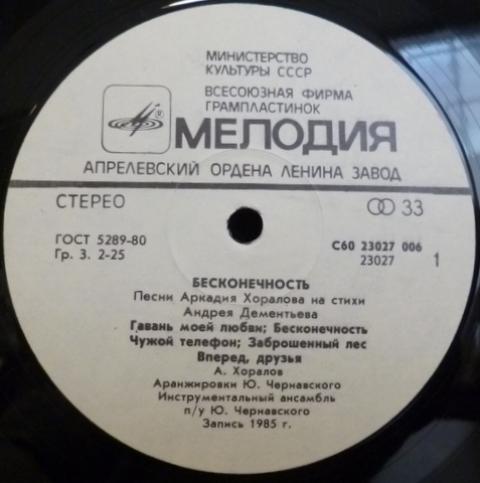 МИНИСТЕРСТВО
КУЛЬТУРЫ СССР
ВСЕСОЮЗНАЯ ФИРМА
ГРАМПЛАСТИНОК
МЕЛОДИЯ
АПРЕЛЕВСКИЙ ОРДЕНА ЛЕНИНА ЗАВОД
СТЕРЕО
33
ГОСТ 5289-80
Гр. 3. 2-25
С60 23027 006
23027
1
БЕСКОНЕЧНОСТЬ
Песни Аркадия Хоралова на стихи
Андрея Дементьева
Гавань моей любви; Бесконечность
Чужой телефон; Заброшенный лес
Вперед, друзья
А. Хоралов
Аранжировки Ю. Чернавского
Инструментальный ансамбль
п/у Ю. Чернавского
Запись 1985 г.